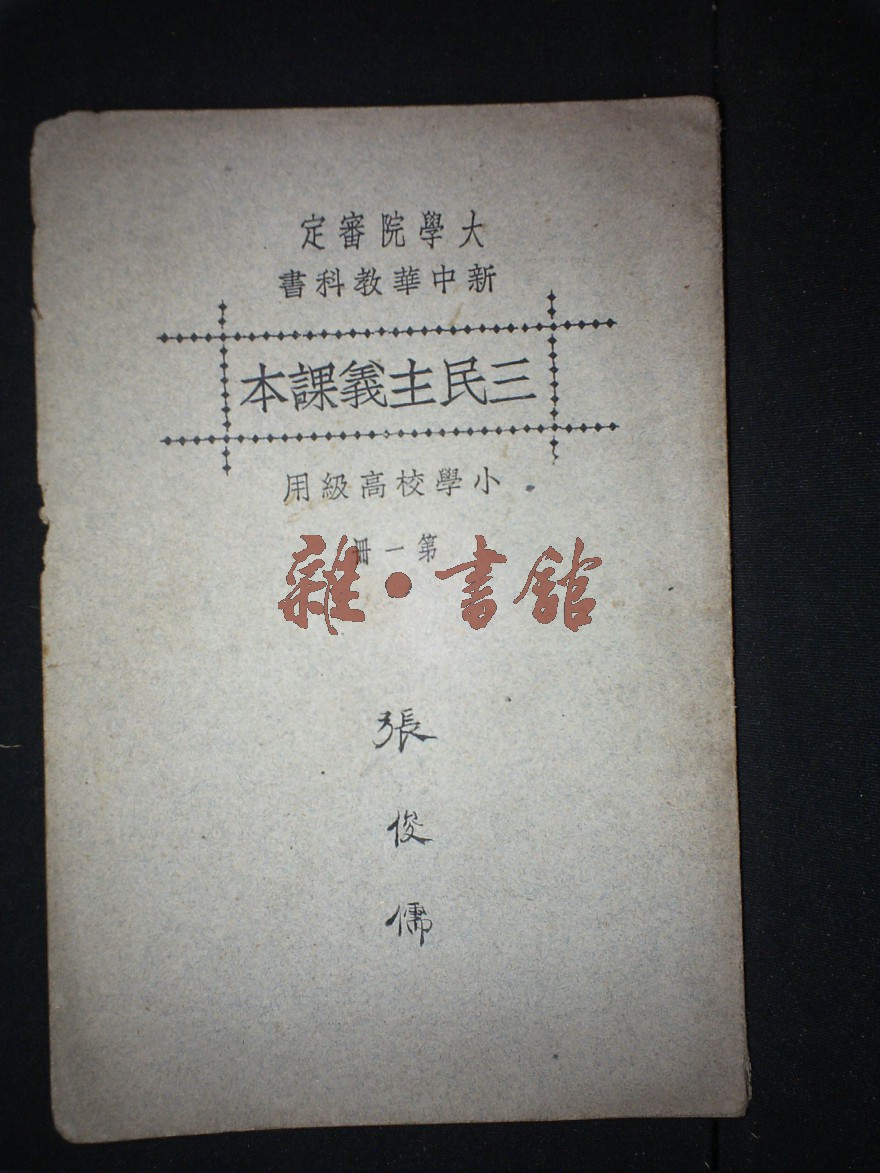 大學院審定
新中華教科書
三民主義課本
小學校高級用
第一冊
雜·書館
張俊儒